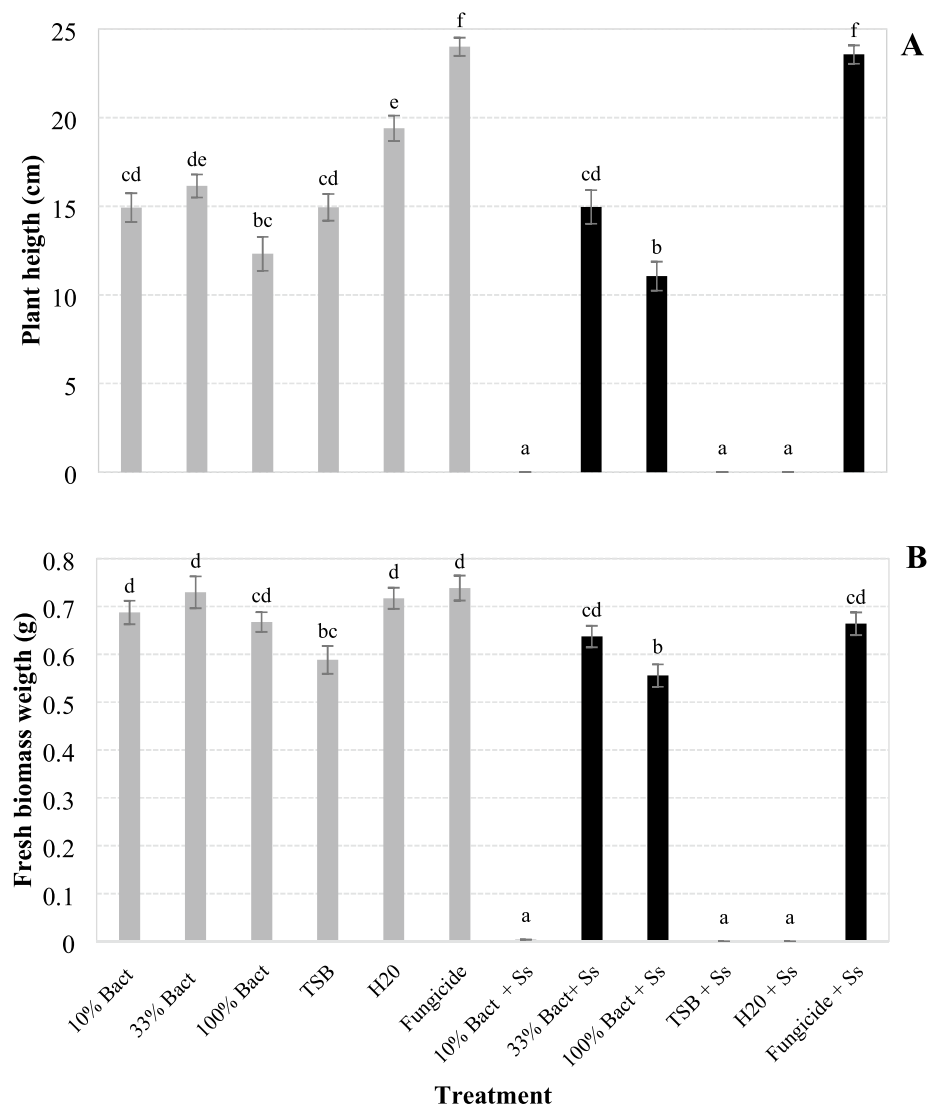 A
Plant heigth (cm)
25
20
15
10
5
0
cd
de
bc
cd
e
f
a
cd
b
a
a
f
B
Fresh biomass weigth (g)
0.8
0.7
0.6
0.5
0.4
0.3
0.2
0.1
0
d
d
cd
bc
d
d
a
cd
b
a
a
cd
10% Bact
33% Bact
100% Bact
TSB
H20
Fungicide
10% Bact + Ss
33% Bact+ Ss
100% Bact + Ss
TSB + Ss
H20 + Ss
Fungicide + Ss
Treatment